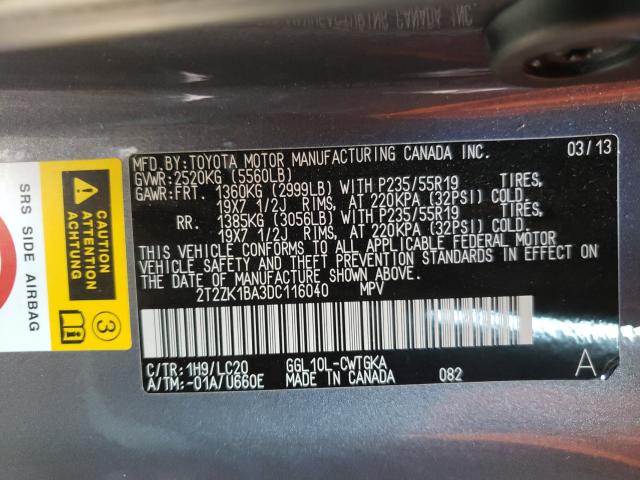 MANUFACTURING CANADA INC.
MFD.BY:TOYOTA MOTOR MANUFACTURING CANADA INC. 03/13
GVWR:2520KG (5560LB)
GAWR:FRT. 1360KG (2999LB) WITH P235/55R19 TIRES,
19X7 1/2J RIMS, AT 220KPA (32PSI) COLD.
RR. 1385KG (3056LB) WITH P235/55R19 TIRES,
19X7 1/2J RIMS, AT 220KPA (32PSI) COLD.
THIS VEHICLE CONFORMS TO ALL APPLICABLE FEDERAL MOTOR
VEHICLE SAFETY AND THEFT PREVENTION STANDARDS IN EFFECT ON
THE DATE OF MANUFACTURE SHOWN ABOVE.
2T2ZK1BA3DC116040 MPV
C/TR:1H9/LC20 GGL10L-CWTGKA
A/TM:-01A/U660E MADE IN CANADA 082 A
CAUTION
ATTENTION
ACHTUNG
SRS SIDE AIRBAG
3